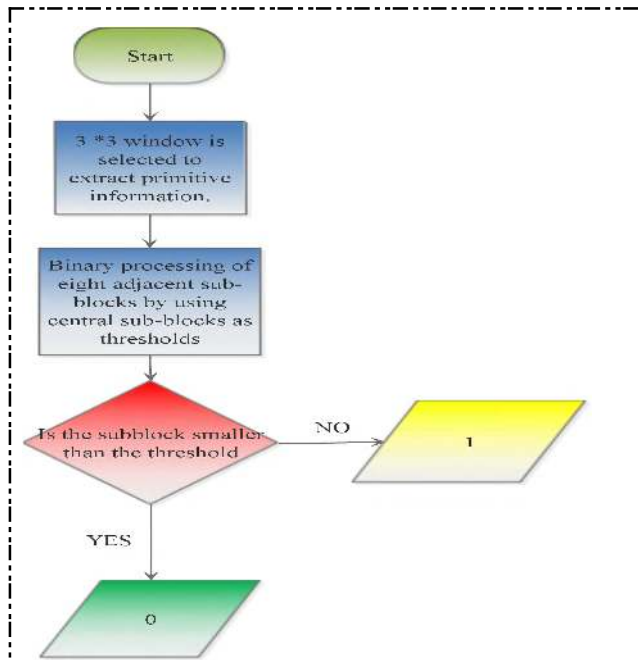 Start
3 *3 window is
selected to
extract primitive
information.
Binary processing of
eight adjacent sub-
blocks by using
central sub-blocks as
thresholds
Is the subblock smaller
than the threshold
NO
1
YES
0